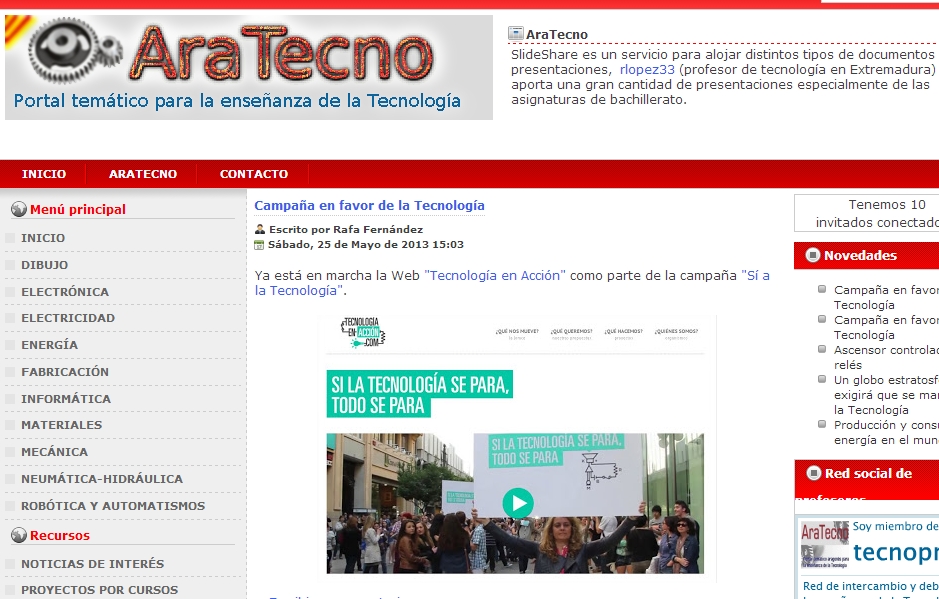 AraTecno
Portal temático para la enseñanza de la Tecnología
AraTecno
SlideShare es un servicio para alojar distintos tipos de documentos
presentaciones, rlopez33 (profesor de tecnología en Extremadura)
aporta una gran cantidad de presentaciones especialmente de las
asignaturas de bachillerato.
INICIO
ARATECNO
CONTACTO
Menú principal
INICIO
DIBUJO
ELECTRÓNICA
ELECTRICIDAD
ENERGÍA
FABRICACIÓN
INFORMÁTICA
MATERIALES
MECÁNICA
NEUMÁTICA-HIDRÁULICA
ROBÓTICA Y AUTOMATISMOS
Recursos
NOTICIAS DE INTERÉS
PROYECTOS POR CURSOS
Campaña en favor de la Tecnología
Escrito por Rafa Fernández
Sábado, 25 de Mayo de 2013 15:03
Ya está en marcha la Web "Tecnología en Acción" como parte de la campaña "Sí a
la Tecnología".
TECNOLOGÍA
EN ACCIÓN
.COM
¿QUÉ NOS MUEVE?
¿QUÉ QUEREMOS?
¿QUÉ HACEMOS?
¿QUIÉNES SOMOS?
SI LA TECNOLOGÍA SE PARA,
TODO SE PARA
SI LA TECNOLOGÍA SE PARA,
TODO SE PARA
Tenemos 10
invitados conectado
Novedades
Campaña en favor
Tecnología
Campaña en favor
Tecnología
Ascensor controlad
relés
Un globo estratosf
exigirá que se ma
la Tecnología
Producción y cons
energía en el mun
Red social de
profesores
AraTecno
Soy miembro de
tecnopr
Red de intercambio y deb